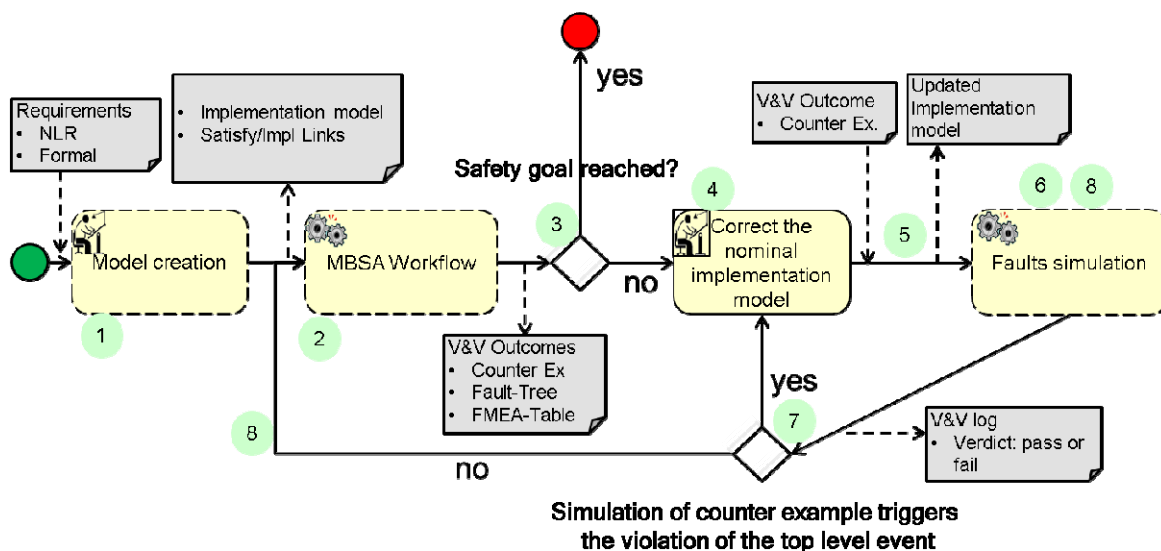 yes
Requirements
• NLR
• Formal
• Implementation model
• Satisfy/Impl Links
V&V Outcome
• Counter Ex.
Updated
Implementation
model
Safety goal reached?
4
6
8
3
Model creation
MBSA Workflow
no
Correct the
nominal
implementation
model
5
Faults simulation
1
2
V&V Outcomes
• Counter Ex
• Fault-Tree
• FMEA-Table
yes
8
7
V&V log
• Verdict: pass or
fail
no
Simulation of counter example triggers
the violation of the top level event